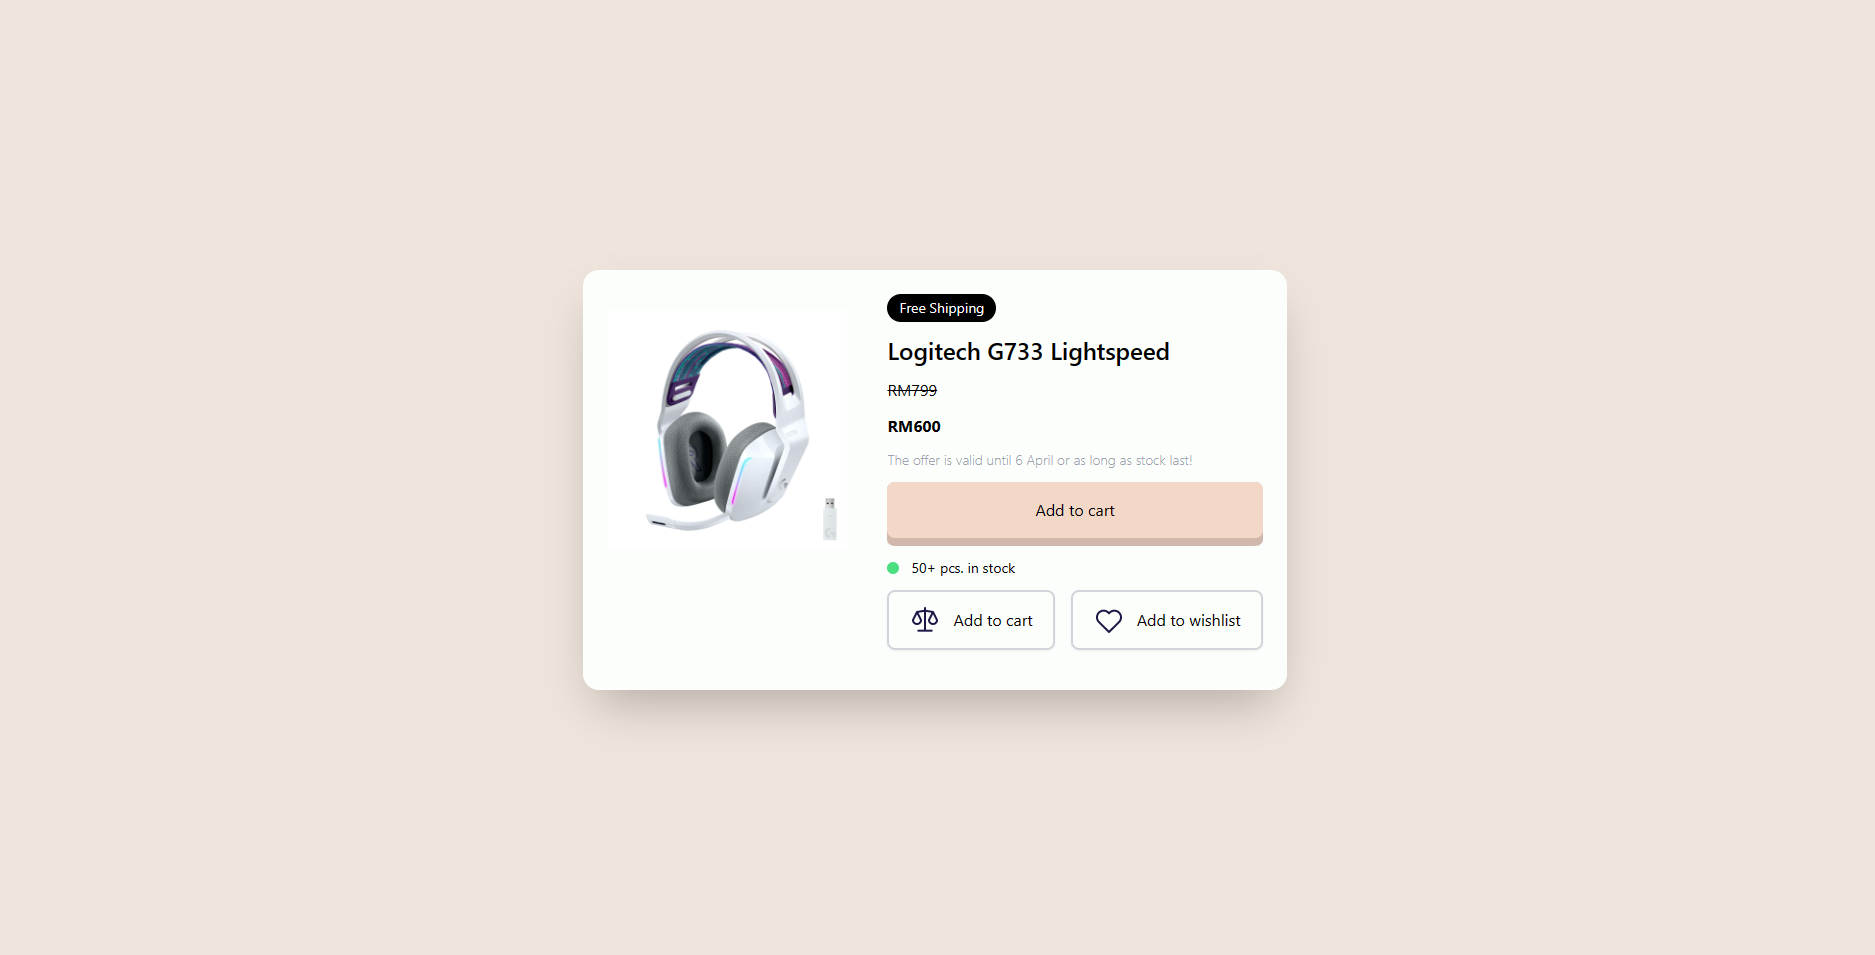 Free Shipping
Logitech G733 Lightspeed
RM799
RM600
The offer is valid until 6 April or as long as stock last!
Add to cart
50+ pcs. in stock
Add to cart
Add to wishlist